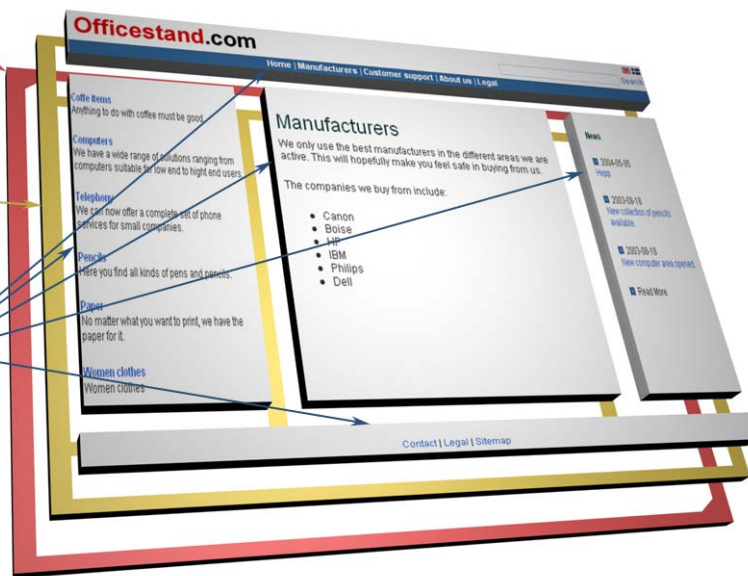 Officestand.com
Home | Manufacturers | Customer support | About us | Legal
Search
Coffe items
Anything to do with coffee must be good.
Computers
We have a wide range of solutions ranging from
computers suitable for low end to hight end users
Telephony
We can now offer a complete set of phone
services for small companies.
Pencils
Here you find all kinds of pens and pencils.
Paper
No matter what you want to print, we have the
paper for it.
Women clothes
Women clothes
Manufacturers
We only use the best manufacturers in the different areas we are
active. This will hopefully make you feel safe in buying from us.
The companies we buy from include:
Canon
Boise
HP
IBM
Philips
Dell
News
2004-05-05
Hepp
2003-08-18
New collection of pencils
available.
2003-08-18
New computer area opened.
Read More
Contact | Legal | Sitemap